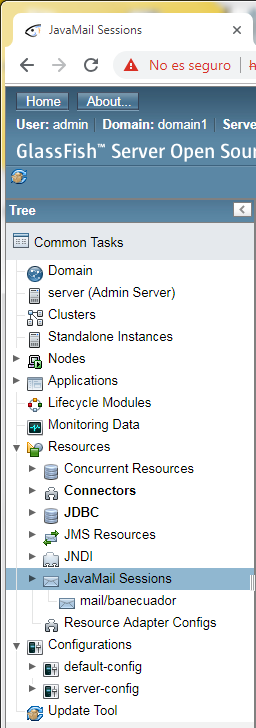 JavaMail Sessions
No es seguro
Home About...
User: admin Domain: domain1 Serve
GlassFish™ Server Open Sour
Tree
Common Tasks
Domain
server (Admin Server)
Clusters
Standalone Instances
Nodes
Applications
Lifecycle Modules
Monitoring Data
Resources
Concurrent Resources
Connectors
JDBC
JMS Resources
JNDI
JavaMail Sessions
mail/banecuador
Resource Adapter Configs
Configurations
default-config
server-config
Update Tool